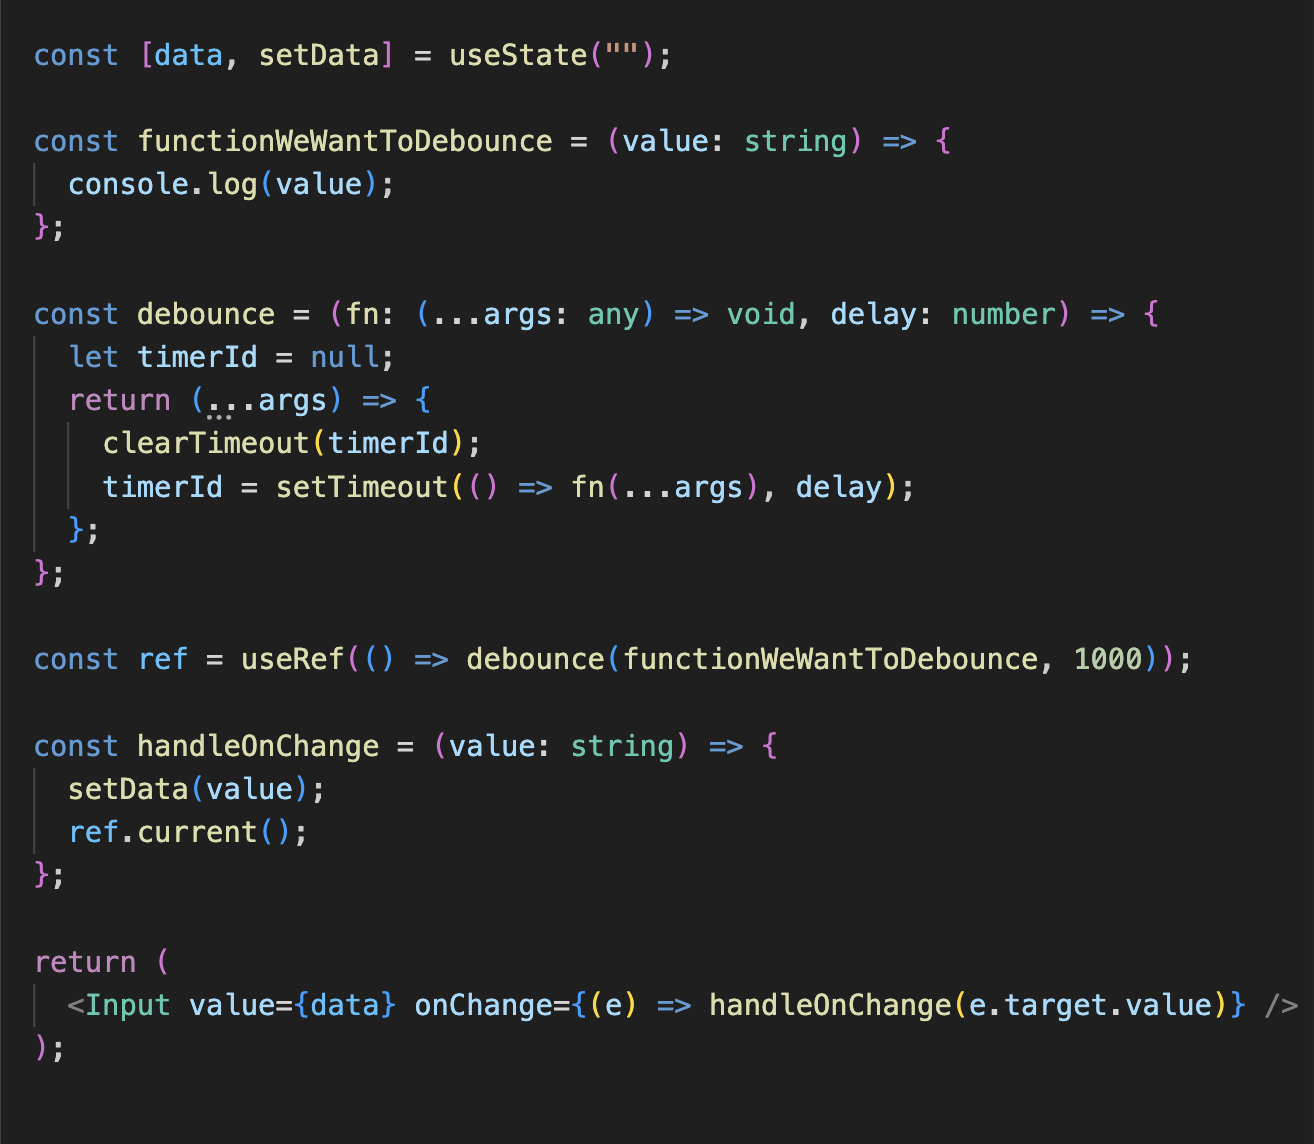 const [data, setData] = useState("");
const functionWeWantToDebounce = (value: string) => {
console.log(value);
};
const debounce = (fn: (...args: any) => void, delay: number) => {
let timerId = null;
return (...args) => {
clearTimeout(timerId);
timerId = setTimeout(() => fn(...args), delay);
};
};
const ref = useRef(() => debounce(functionWeWantToDebounce, 1000));
const handleOnChange = (value: string) => {
setData(value);
ref.current();
};
return (
<Input value={data} onChange={(e) => handleOnChange(e.target.value)} />
);